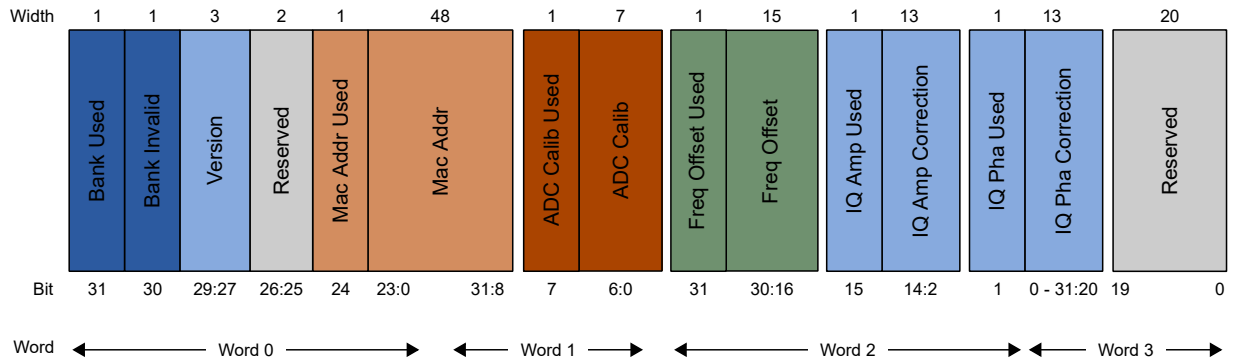 Width 1 1 3 2 1 48 1 7 1 15 1 13 1 13 20
Bank Used
Bank Invalid
Version
Reserved
Mac Addr Used
Mac Addr
ADC Calib Used
ADC Calib
Freq Offset Used
Freq Offset
IQ Amp Used
IQ Amp Correction
IQ Pha Used
IQ Pha Correction
Reserved
Bit 31 30 29:27 26:25 24 23:0 31:8 7 6:0 31 30:16 15 14:2 1 0 - 31:20 19 0
Word Word 0 Word 1 Word 2 Word 3